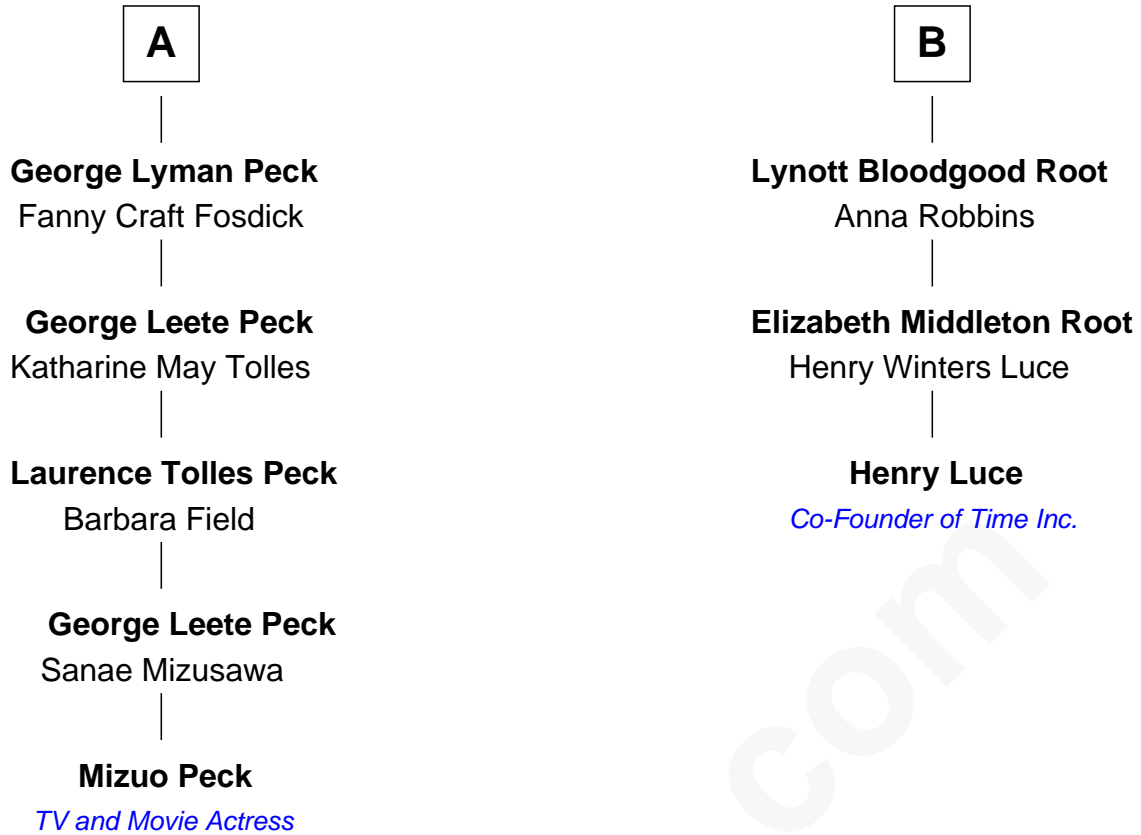 A
George Lyman Peck
Fanny Craft Fosdick
George Leete Peck
Katharine May Tolles
Laurence Tolles Peck
Barbara Field
George Leete Peck
Sanae Mizusawa
Mizuo Peck
TV and Movie Actress
B
Lynott Bloodgood Root
Anna Robbins
Elizabeth Middleton Root
Henry Winters Luce
Henry Luce
Co-Founder of Time Inc.
com